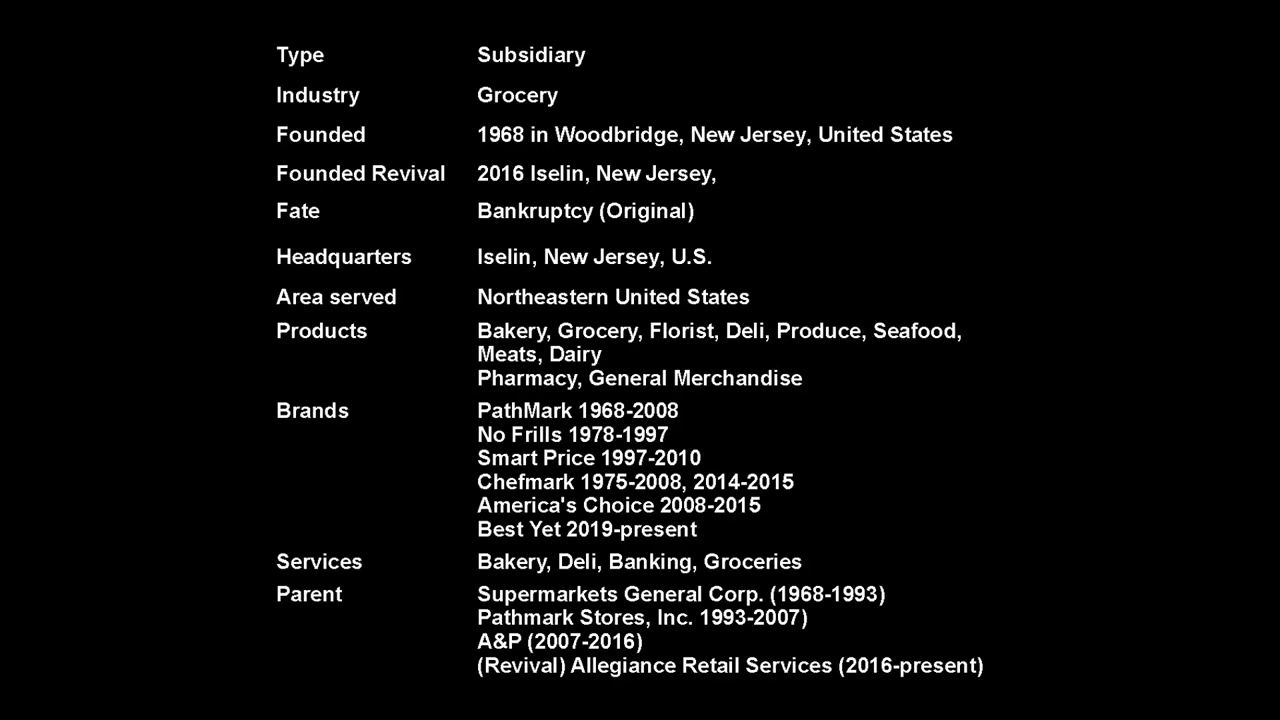 Type Subsidiary
Industry Grocery
Founded 1968 in Woodbridge, New Jersey, United States
Founded Revival 2016 Iselin, New Jersey,
Fate Bankruptcy (Original)
Headquarters Iselin, New Jersey, U.S.
Area served Northeastern United States
Products Bakery, Grocery, Florist, Deli, Produce, Seafood,
Meats, Dairy
Pharmacy, General Merchandise
Brands PathMark 1968-2008
No Frills 1978-1997
Smart Price 1997-2010
Chefmark 1975-2008, 2014-2015
America's Choice 2008-2015
Best Yet 2019-present
Services Bakery, Deli, Banking, Groceries
Parent Supermarkets General Corp. (1968-1993)
Pathmark Stores, Inc. 1993-2007)
A&P (2007-2016)
(Revival) Allegiance Retail Services (2016-present)